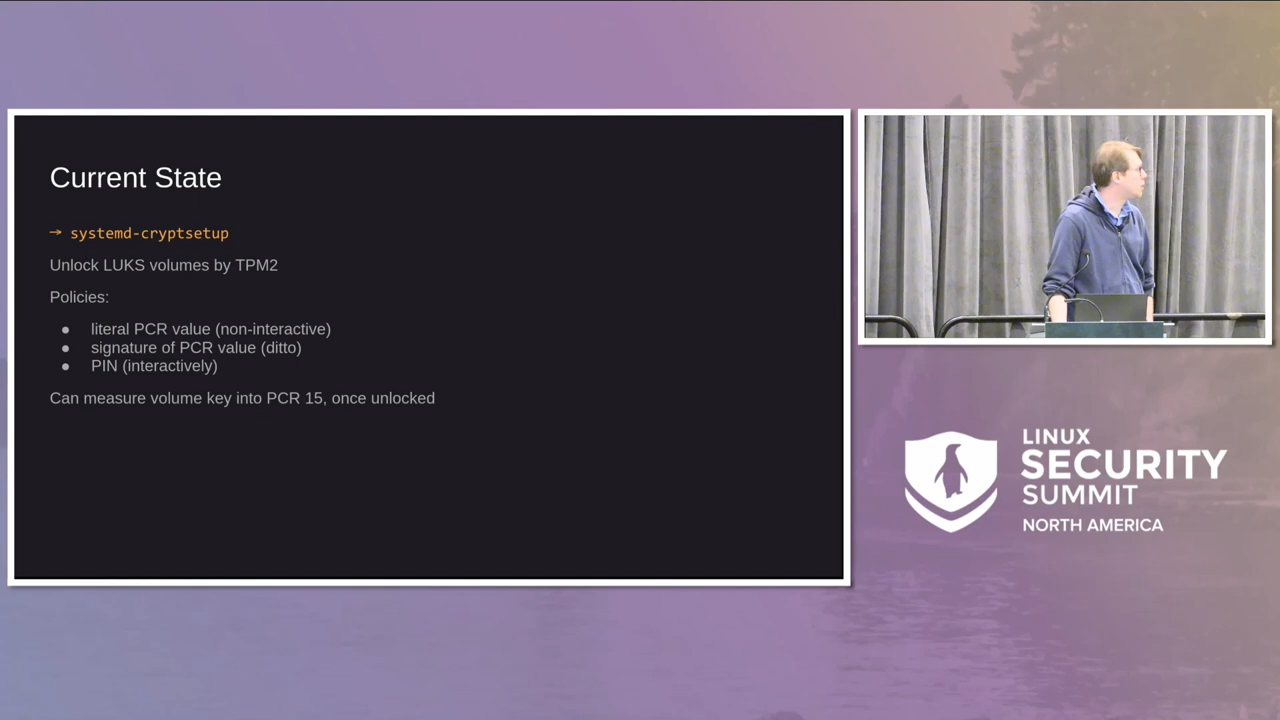 Current State
→ systemd-cryptsetup
Unlock LUKS volumes by TPM2
Policies:
● literal PCR value (non-interactive)
● signature of PCR value (ditto)
● PIN (interactively)
Can measure volume key into PCR 15, once unlocked
LINUX
SECURITY
SUMMIT
NORTH AMERICA